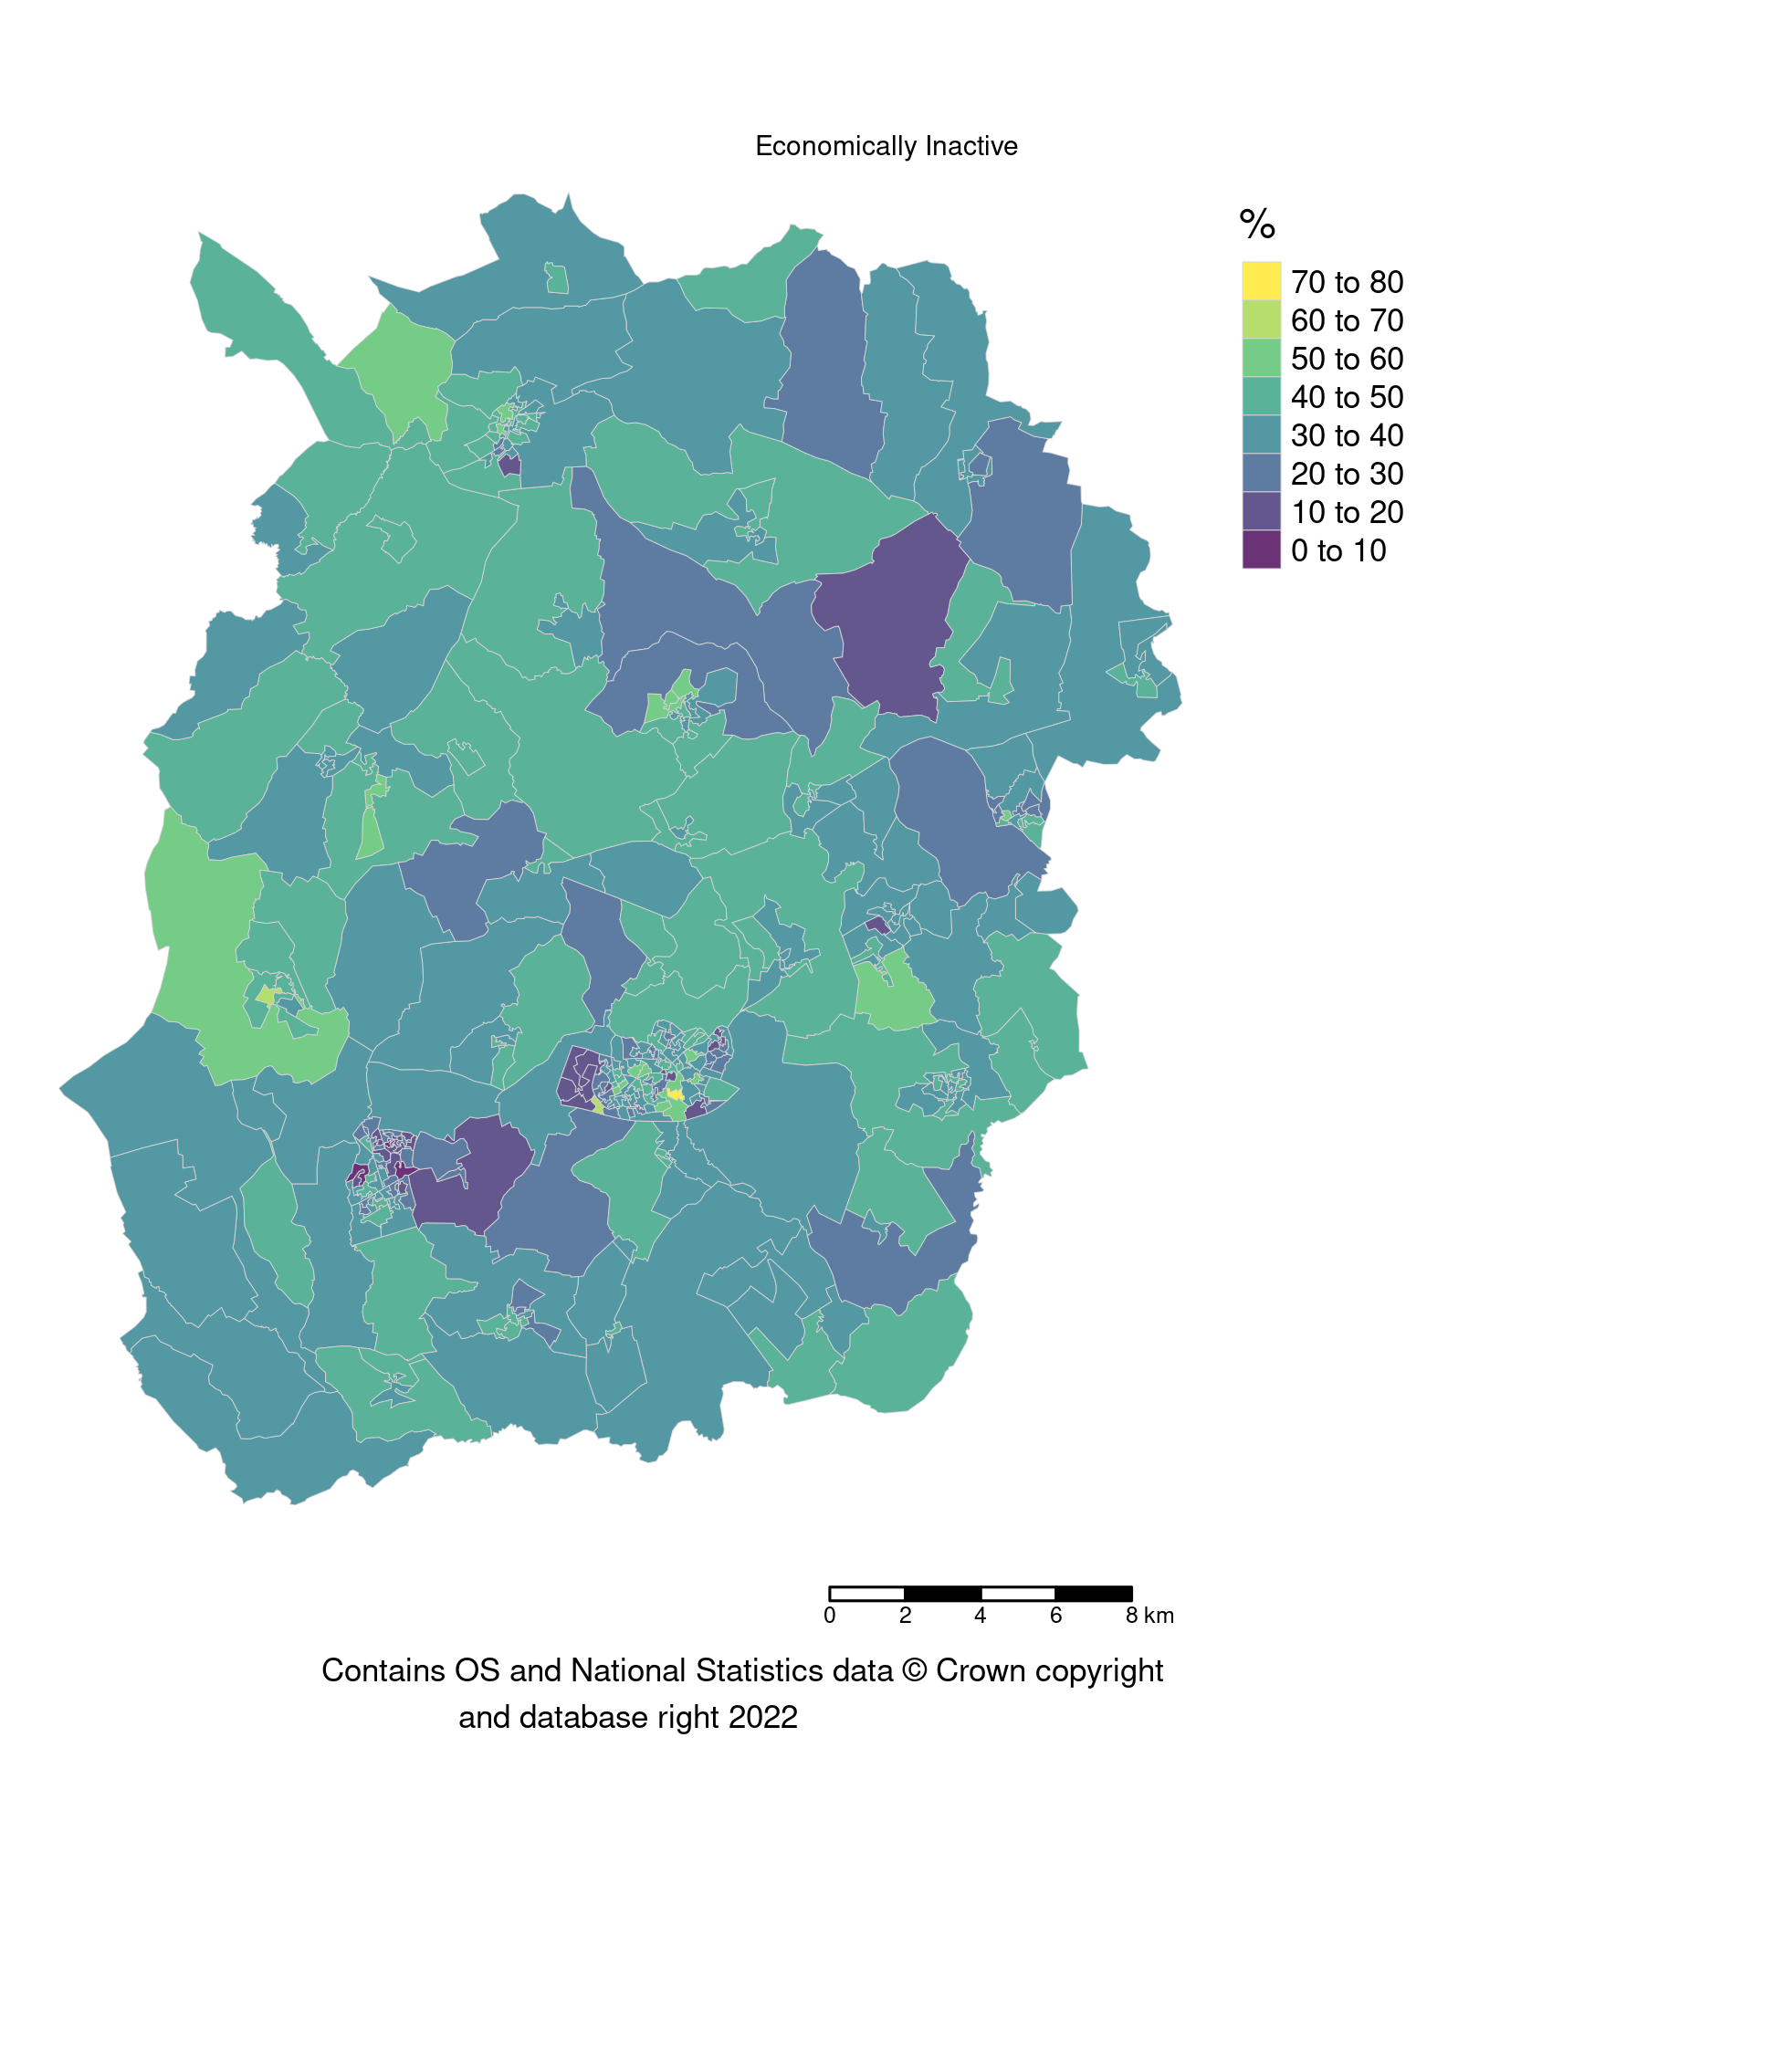 Economically Inactive
%
70 to 80
60 to 70
50 to 60
40 to 50
30 to 40
20 to 30
10 to 20
0 to 10
0 2 4 6 8 km
Contains OS and National Statistics data © Crown copyright
and database right 2022